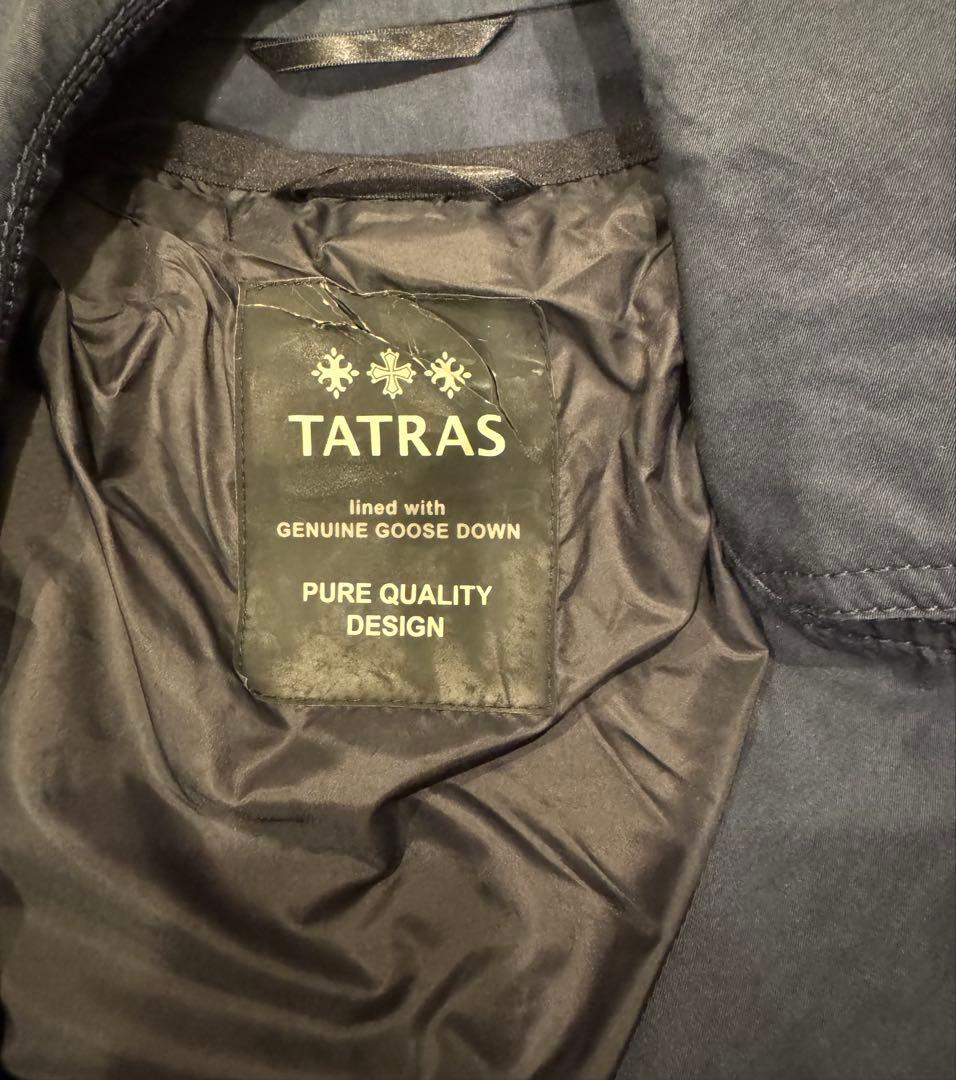 TATRAS
lined with
GENUINE GOOSE DOWN
PURE QUALITY
DESIGN